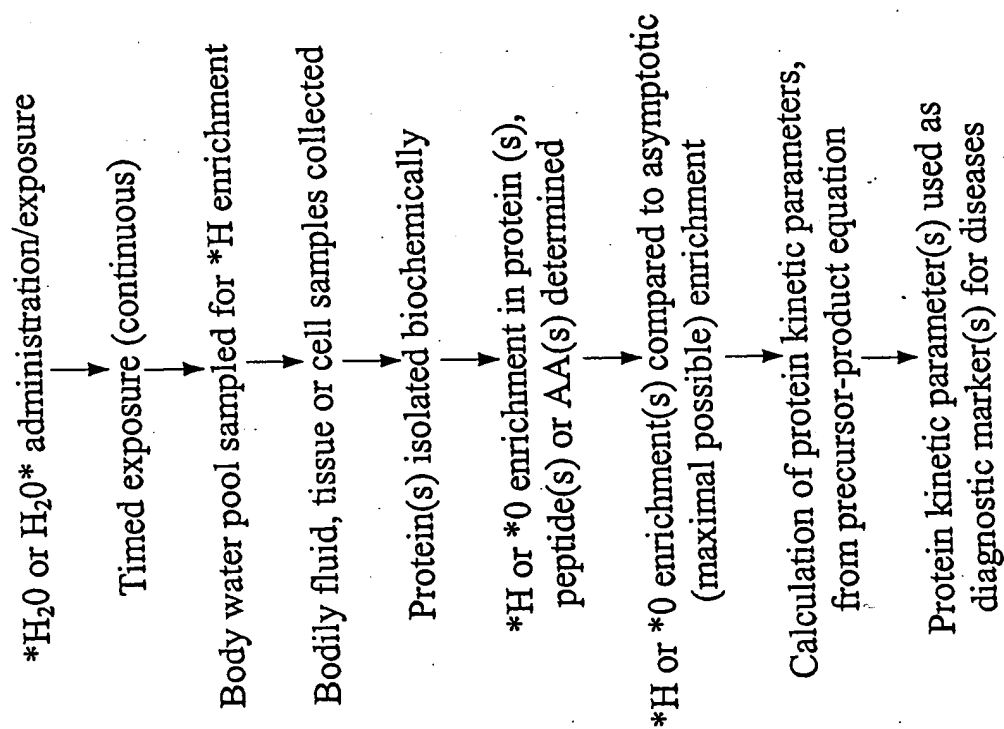 *H₂0 or H₂0* administration/exposure
Timed exposure (continuous)
Body water pool sampled for *H enrichment
Bodily fluid, tissue or cell samples collected
Protein(s) isolated biochemically
*H or *0 enrichment in protein (s),
peptide(s) or AA(s) determined
*H or *0 enrichment(s) compared to asymptotic
(maximal possible) enrichment
Calculation of protein kinetic parameters,
from precursor-product equation
Protein kinetic parameter(s) used as
diagnostic marker(s) for diseases